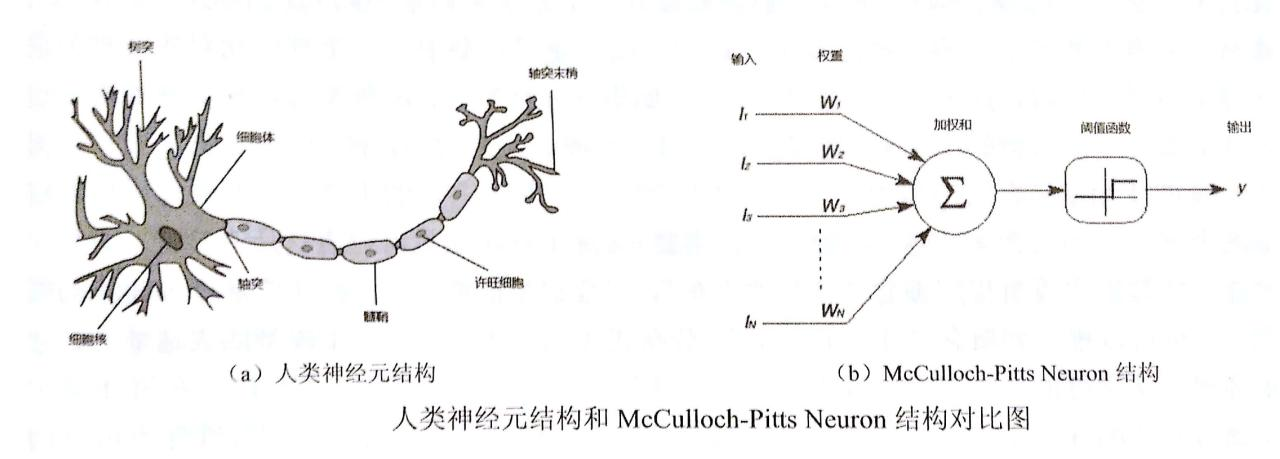 树突
轴突末梢
细胞体
轴突
许旺细胞
髓鞘
细胞核
(a)人类神经元结构
输入
权重
加权和
阈值函数
输出
I₁
W₁
I₂
W₂
I₃
W₃
Iₙ
Wₙ
Σ
y
(b)McCulloch-Pitts Neuron 结构
人类神经元结构和 McCulloch-Pitts Neuron 结构对比图